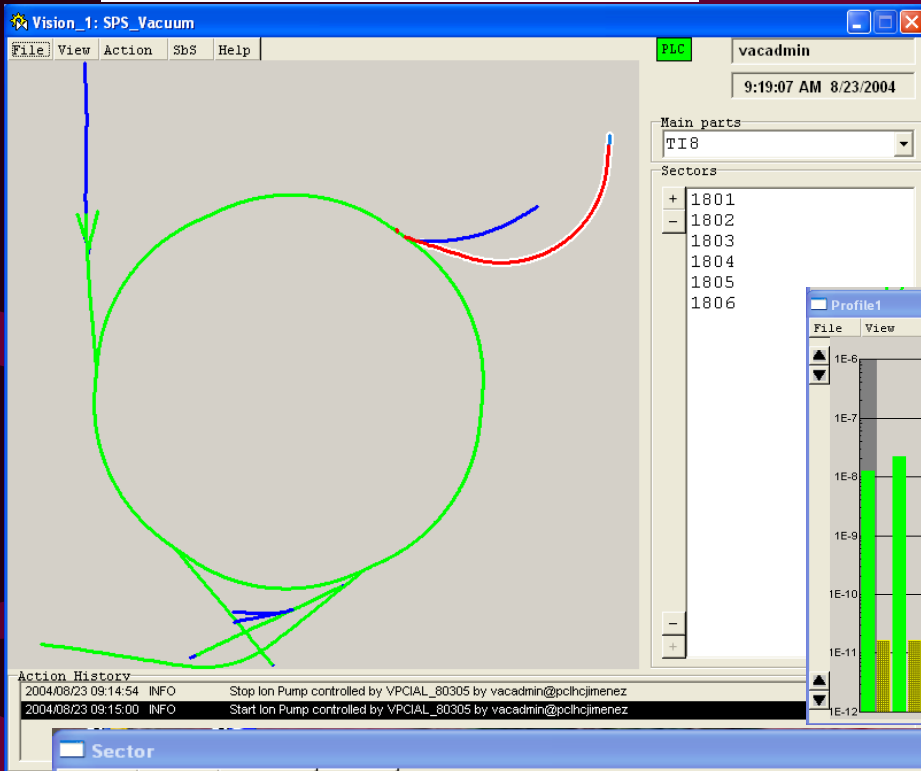 Vision_1: SPS_Vacuum
File View Action SbS Help
PLC
vacadmin
9:19:07 AM 8/23/2004
Main parts
TI8
Sectors
+
-
1801
1802
1803
1804
1805
1806
-
+
Profile1
File View
1E-6
1E-7
1E-8
1E-9
1E-10
1E-11
1E-12
Action History
2004/08/23 09:14:54 INFO Stop Ion Pump controlled by VPCIAL_80305 by vacadmin@pclhcjimenez
2004/08/23 09:15:00 INFO Start Ion Pump controlled by VPCIAL_80305 by vacadmin@pclhcjimenez
Sector